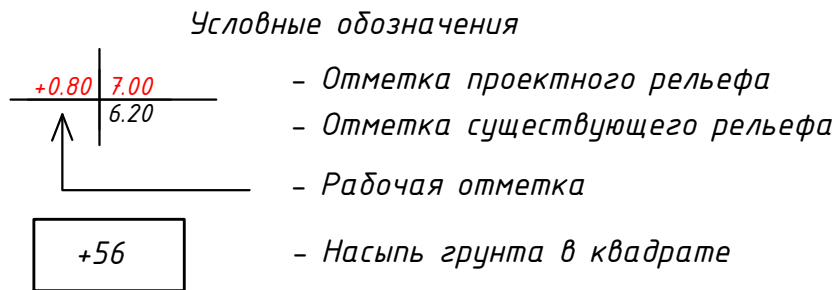 Условные обозначения
+0.80 7.00 - Отметка проектного рельефа
6.20 - Отметка существующего рельефа
- Рабочая отметка
+56 - Насыпь грунта в квадрате